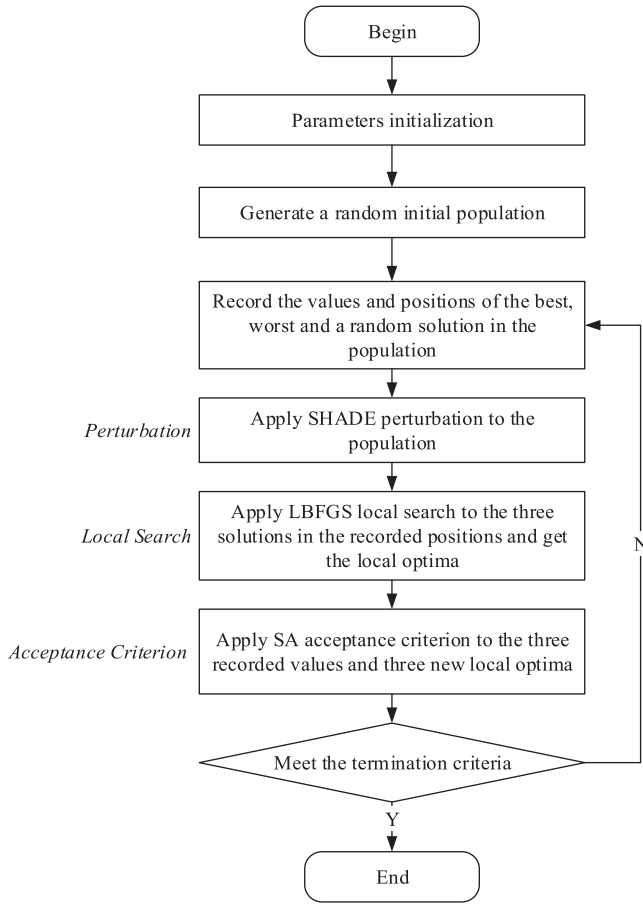 Begin
Parameters initialization
Generate a random initial population
Record the values and positions of the best,
worst and a random solution in the
population
Perturbation
Apply SHADE perturbation to the
population
Local Search
Apply LBFGS local search to the three
solutions in the recorded positions and get
the local optima
N
Acceptance Criterion
Apply SA acceptance criterion to the three
recorded values and three new local optima
Meet the termination criteria
Y
End